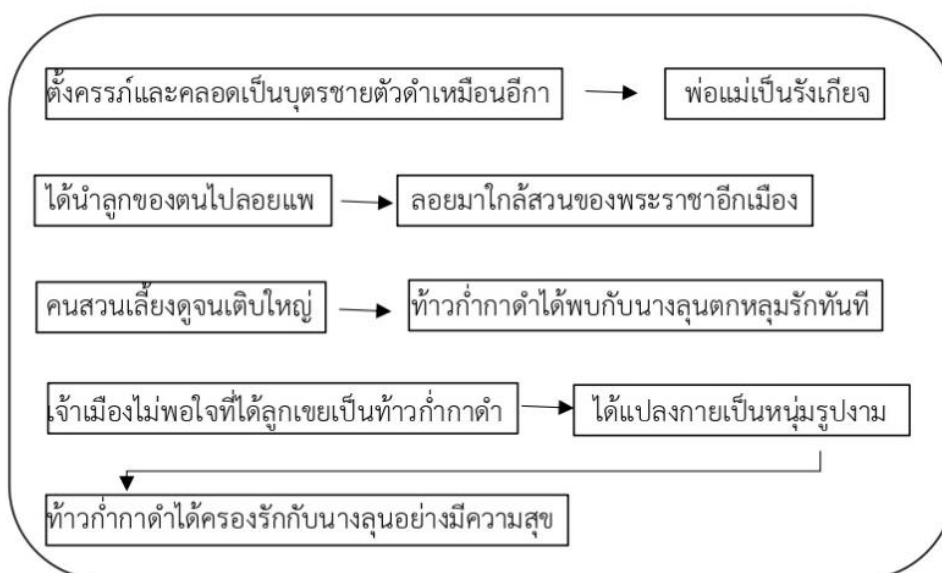 ตั้งครรภ์และคลอดเป็นบุตรชายตัวดำเหมือนอีกา
พ่อแม่เป็นรังเกียจ
ได้นำลูกของตนไปลอยแพ
ลอยมาใกล้สวนของพระราชาอีกเมือง
คนสวนเลี้ยงดูจนเติบใหญ่
ท้าวก่ำกาดำได้พบกับนางลุนตกหลุมรักทันที
เจ้าเมืองไม่พอใจที่ได้ลูกเขยเป็นท้าวก่ำกาดำ
ได้แปลงกายเป็นหนุ่มรูปงาม
ท้าวก่ำกาดำได้ครองรักกับนางลุนอย่างมีความสุข